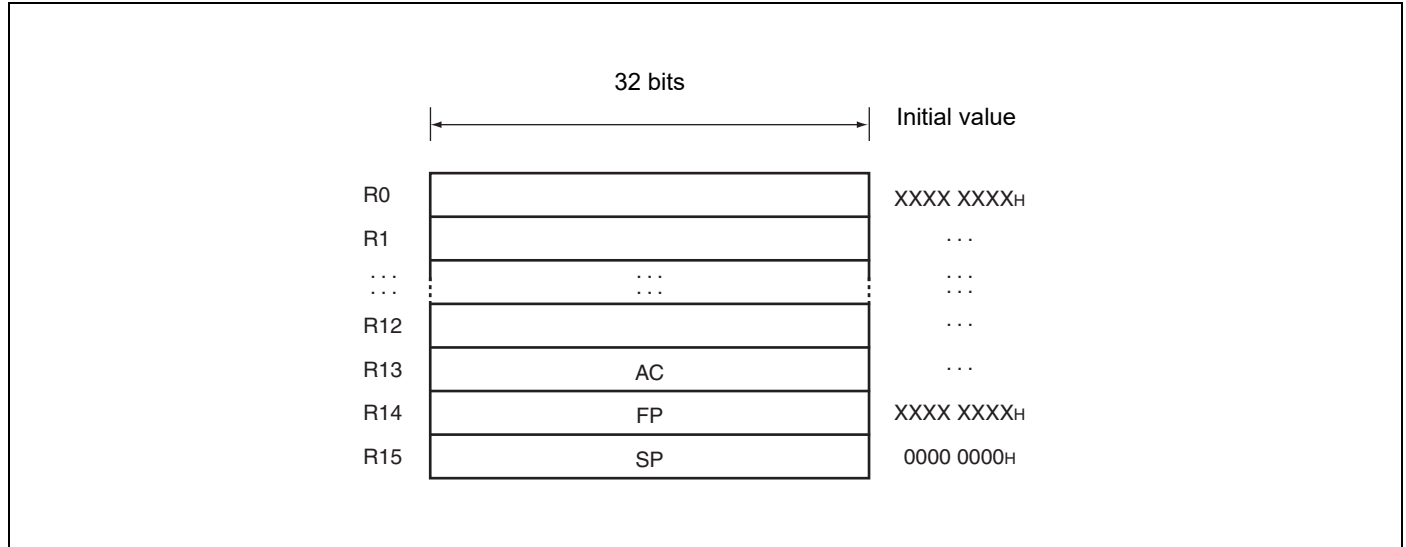 32 bits
Initial value
R0 XXXX XXXXH
R1 ...
... ... ...
... ... ...
R12 ...
R13 AC ...
R14 FP XXXX XXXXH
R15 SP 0000 0000H